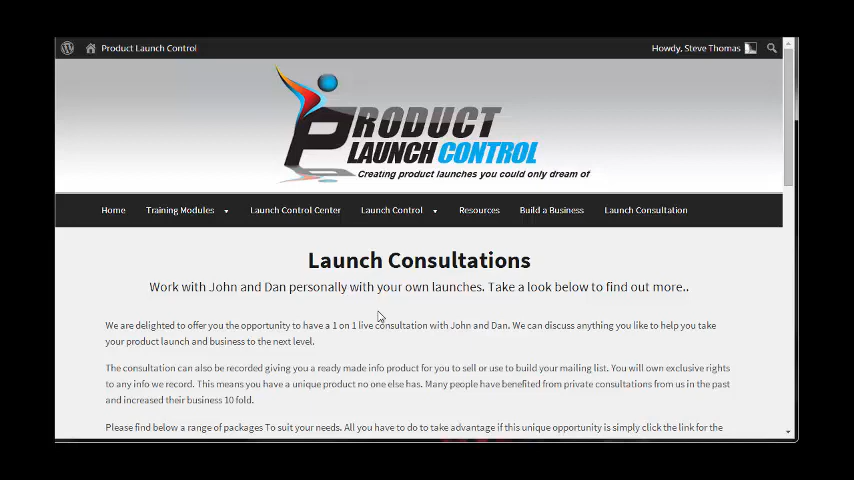 Product Launch Control
Howdy, Steve Thomas
PRODUCT
LAUNCH CONTROL
Creating product launches you could only dream of
Home Training Modules Launch Control Center Launch Control Resources Build a Business Launch Consultation
Launch Consultations
Work with John and Dan personally with your own launches. Take a look below to find out more..
We are delighted to offer you the opportunity to have a 1 on 1 live consultation with John and Dan. We can discuss anything you like to help you take
your product launch and business to the next level.
The consultation can also be recorded giving you a ready made info product for you to sell or use to build your mailing list. You will own exclusive rights
to any info we record. This means you have a unique product no one else has. Many people have benefited from private consultations from us in the past
and increased their business 10 fold.
Please find below a range of packages To suit your needs. All you have to do to take advantage if this unique opportunity is simply click the link for the